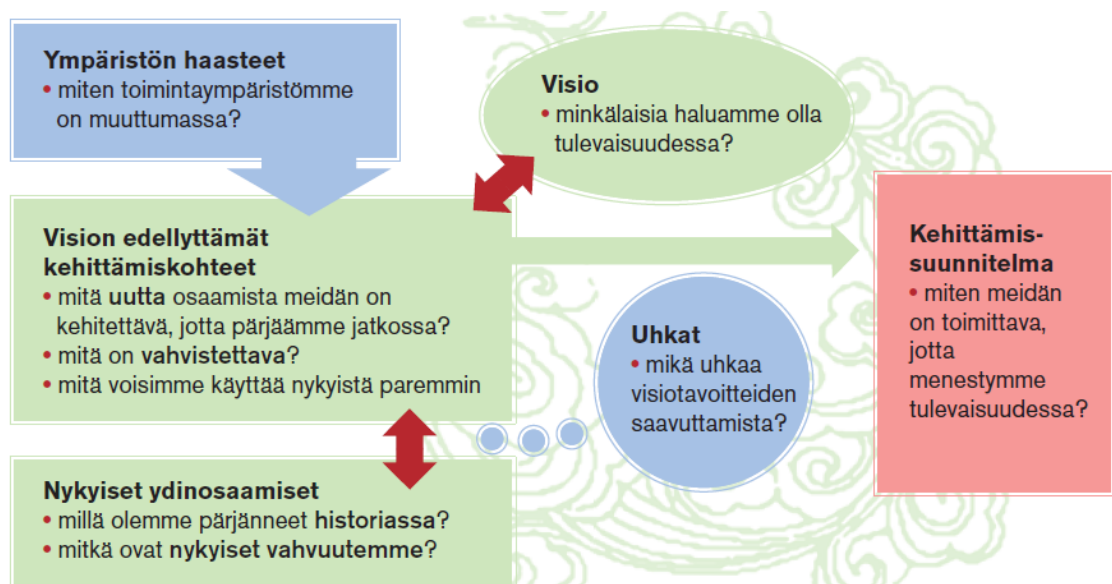 Ympäristön haasteet
• miten toimintaympäristömme
on muuttumassa?
Visio
• minkälaisia haluamme olla
tulevaisuudessa?
Vision edellyttämät
kehittämiskohteet
• mitä uutta osaamista meidän on
kehitettävä, jotta pärjäämme jatkossa?
• mitä on vahvistettava?
• mitä voisimme käyttää nykyistä paremmin
Uhkat
• mikä uhkaa
visiotavoitteiden
saavuttamista?
Kehittämis-
suunnitelma
• miten meidän
on toimittava,
jotta
menestymme
tulevaisuudessa?
Nykyiset ydinosaamiset
• millä olemme pärjänneet historiassa?
• mitkä ovat nykyiset vahvuutemme?